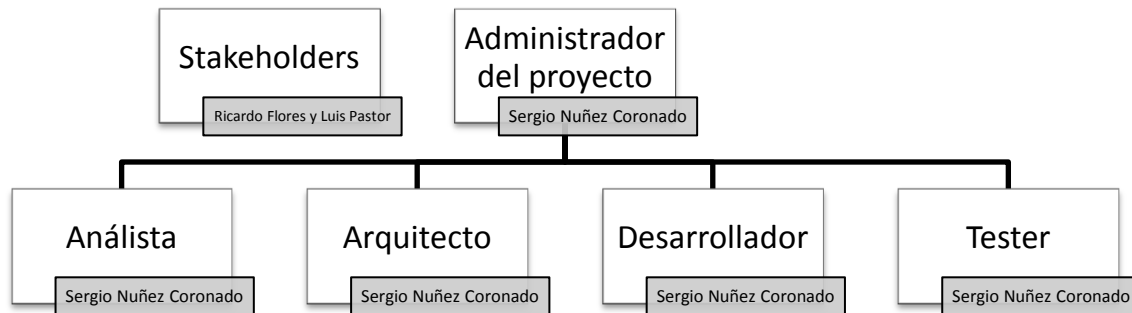 Stakeholders
Ricardo Flores y Luis Pastor
Administrador
del proyecto
Sergio Nuñez Coronado
Análista
Sergio Nuñez Coronado
Arquitecto
Sergio Nuñez Coronado
Desarrollador
Sergio Nuñez Coronado
Tester
Sergio Nuñez Coronado